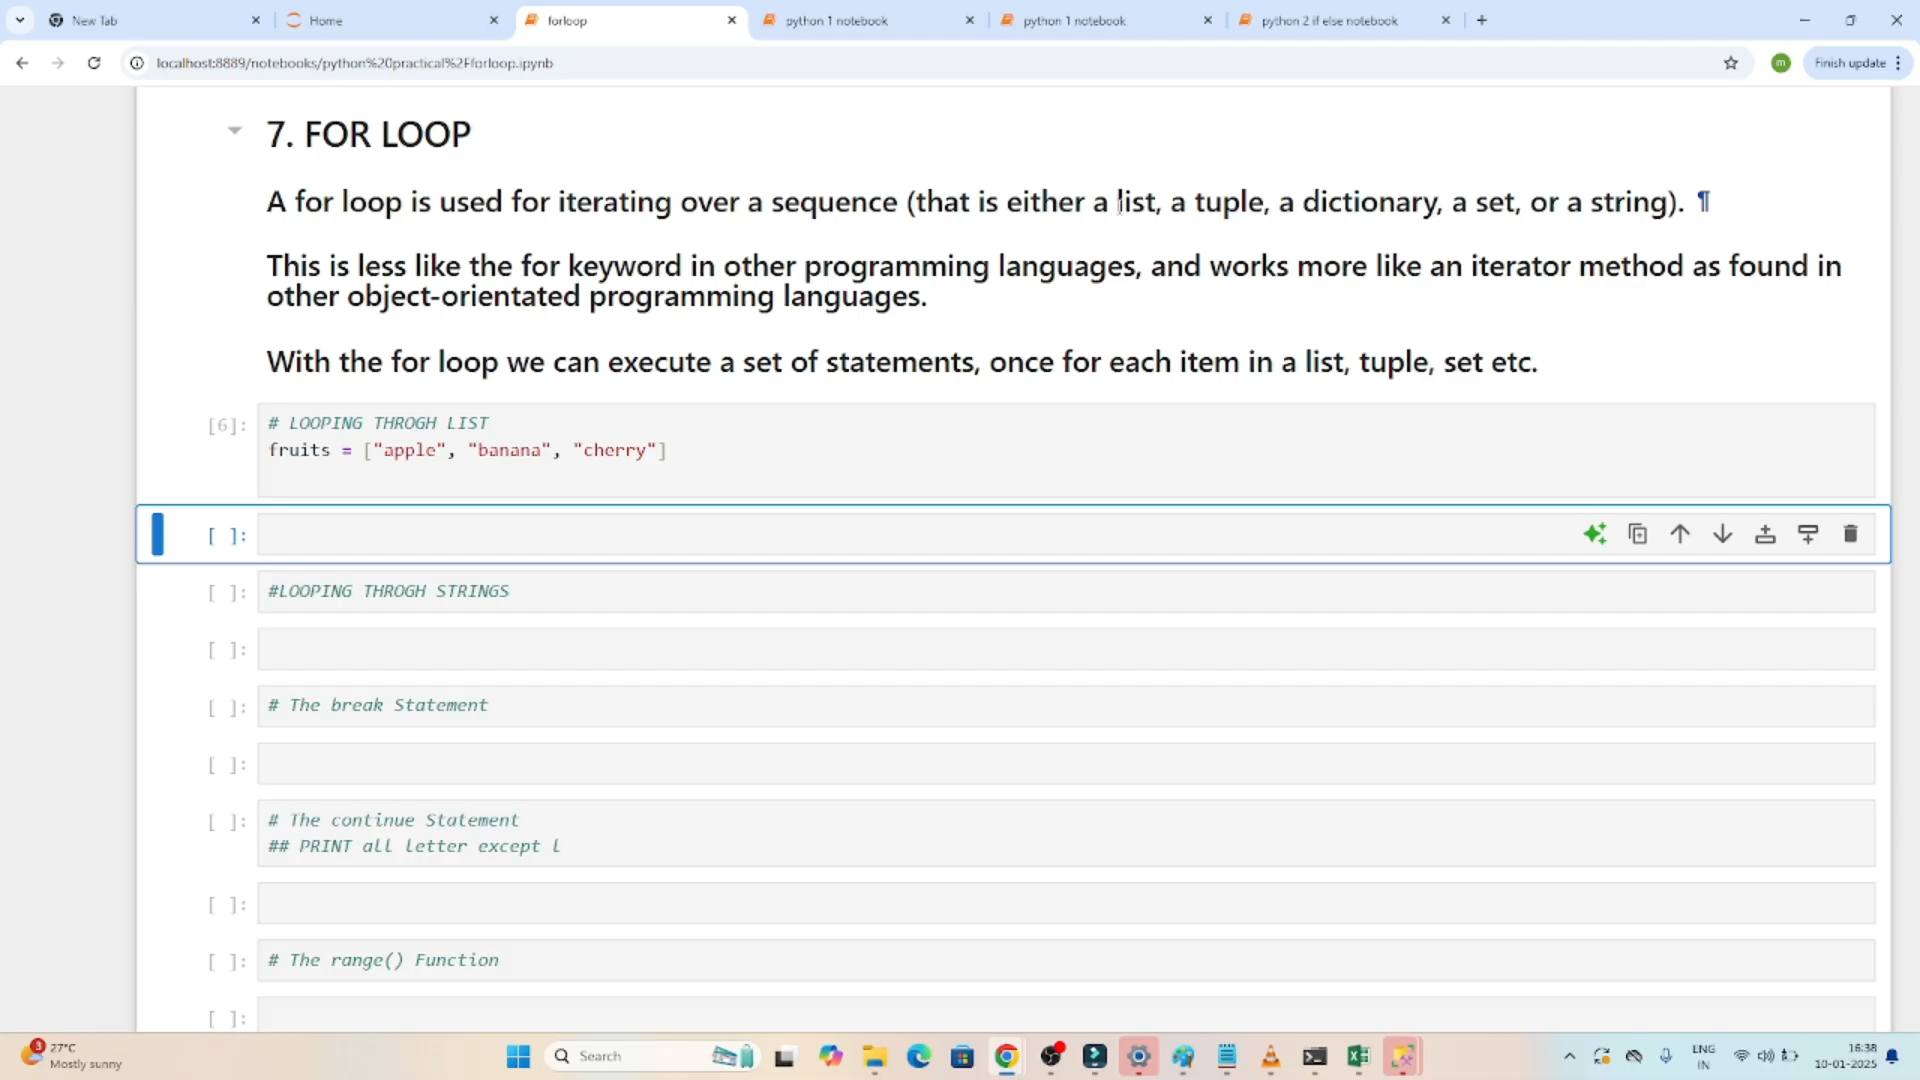 New Tab
Home
forloop
python 1 notebook
python 1 notebook
python 2 if else notebook
localhost:8889/notebooks/python%20practical%2Fforloop.ipynb
m
Finish update
7. FOR LOOP
A for loop is used for iterating over a sequence (that is either a list, a tuple, a dictionary, a set, or a string). ¶
This is less like the for keyword in other programming languages, and works more like an iterator method as found in
other object-orientated programming languages.
With the for loop we can execute a set of statements, once for each item in a list, tuple, set etc.
[6]: # LOOPING THROGH LIST
fruits = ["apple", "banana", "cherry"]
[ ]:
[ ]: #LOOPING THROGH STRINGS
[ ]:
[ ]: # The break Statement
[ ]:
[ ]: # The continue Statement
## PRINT all letter except l
[ ]:
[ ]: # The range() Function
[ ]:
3
27°C
Mostly sunny
Search
ENG
IN
16:38
10-01-2025